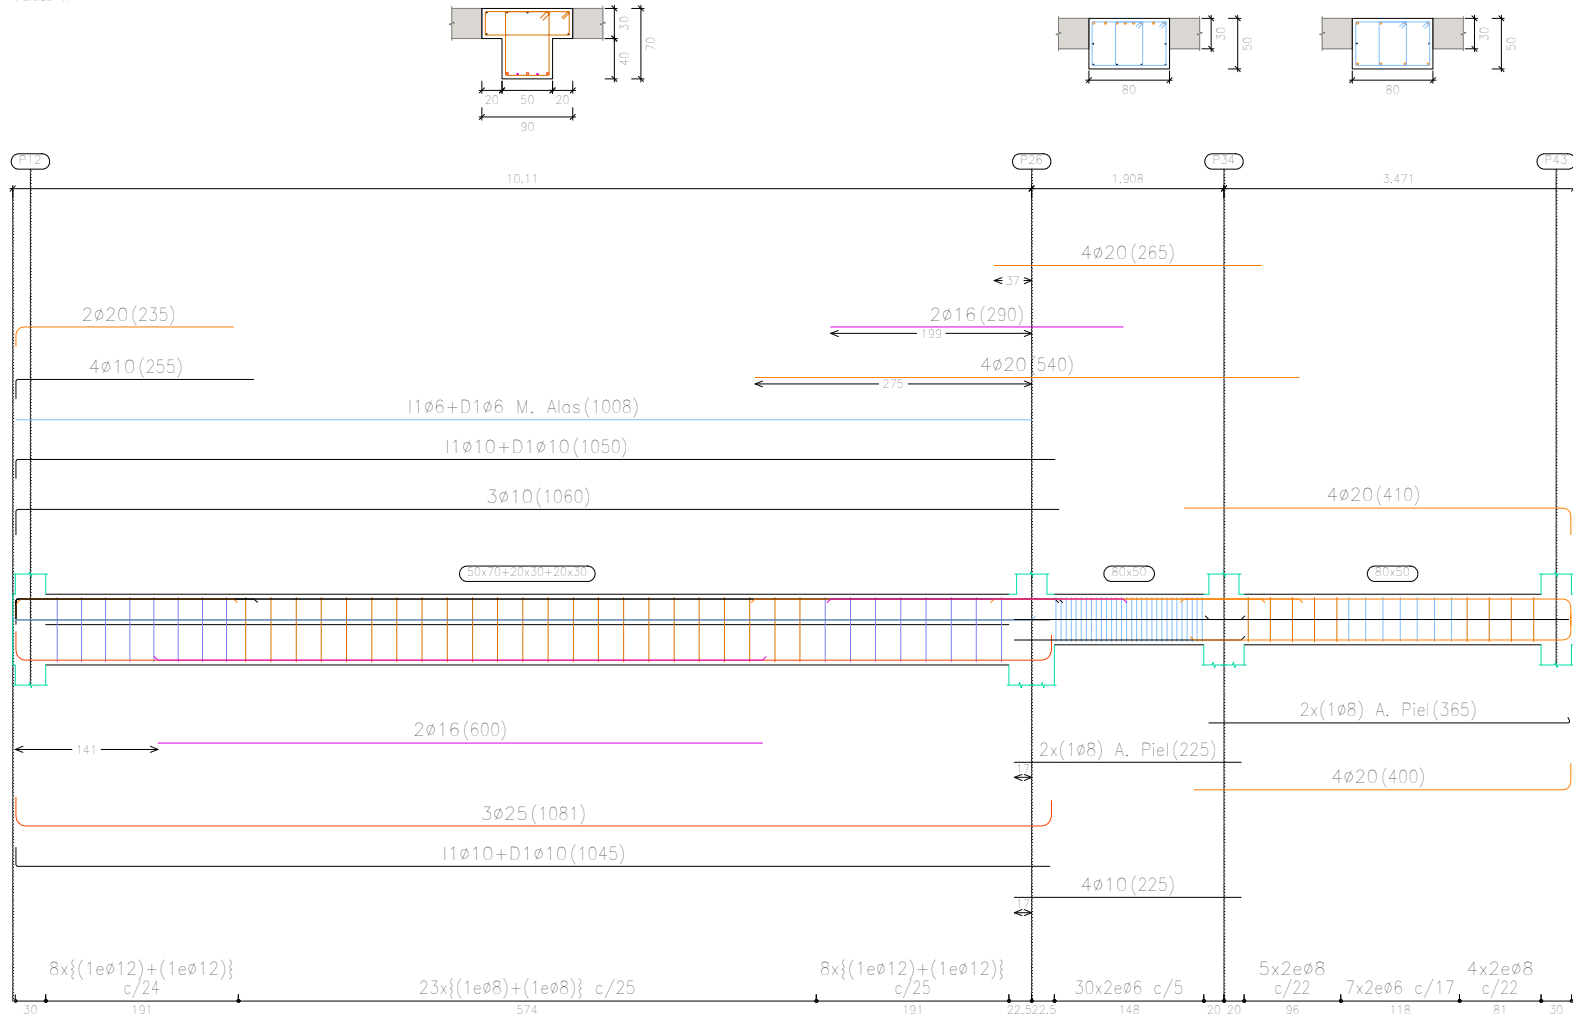 30
40
70
20
50
20
90
30
50
80
30
50
80
P12
P26
P34
P43
10.11
1.908
3.471
4ø20(265)
37
2ø20(235)
2ø16(290)
199
4ø10(255)
4ø20(540)
275
I1ø6+D1ø6 M. Alas(1008)
I1ø10+D1ø10(1050)
3ø10(1060)
4ø20(410)
50x70+20x30+20x30
80x50
80x50
2x(1ø8) A. Piel(365)
2ø16(600)
141
2x(1ø8) A. Piel(225)
17
4ø20(400)
3ø25(1081)
I1ø10+D1ø10(1045)
4ø10(225)
17
8x{(1eø12)+(1eø12)}
c/24
23x{(1eø8)+(1eø8)} c/25
8x{(1eø12)+(1eø12)}
c/25
30x2eø6 c/5
5x2eø8
c/22
7x2eø6 c/17
4x2eø8
c/22
30
191
574
191
22.5
22.5
148
20
20
96
118
81
30